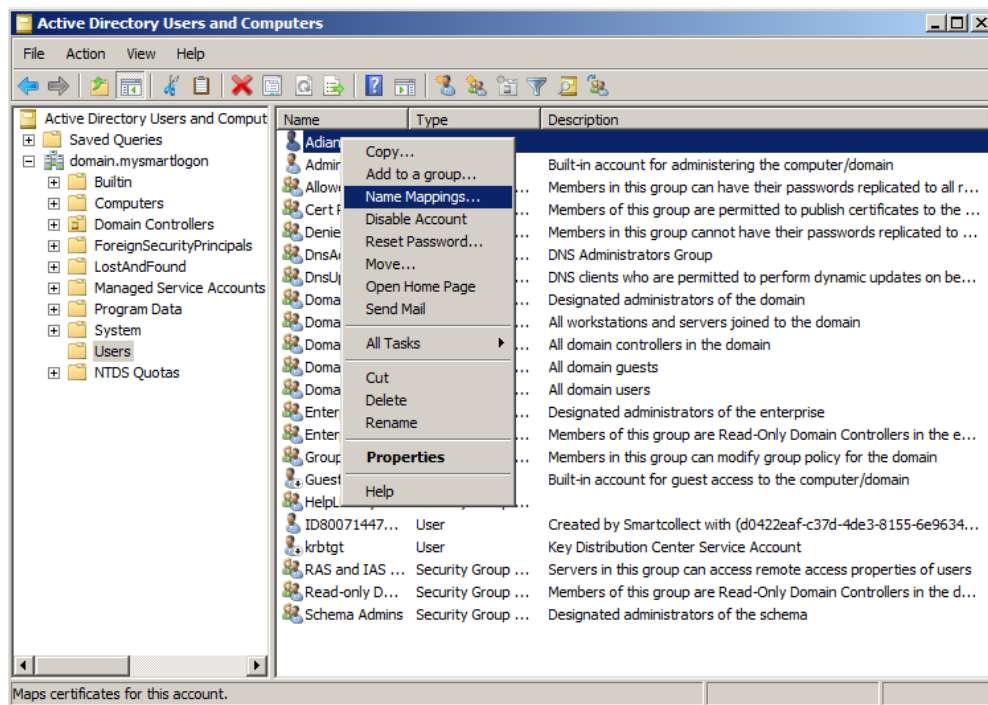 Active Directory Users and Computers
File Action View Help
Active Directory Users and Comput
Saved Queries
domain.mysmartlogon
Builtin
Computers
Domain Controllers
ForeignSecurityPrincipals
LostAndFound
Managed Service Accounts
Program Data
System
Users
NTDS Quotas
Name Type Description
Adian
Admin Built-in account for administering the computer/domain
Allow ... Members in this group can have their passwords replicated to all r...
Cert ... Members of this group are permitted to publish certificates to the ...
Denie ... Members in this group cannot have their passwords replicated to ...
DnsA ... DNS Administrators Group
DnsU ... DNS clients who are permitted to perform dynamic updates on be...
Doma ... Designated administrators of the domain
Doma ... All workstations and servers joined to the domain
Doma ... All domain controllers in the domain
Doma ... All domain guests
Doma ... All domain users
Enter ... Designated administrators of the enterprise
Enter ... Members of this group are Read-Only Domain Controllers in the e...
Group ... Members in this group can modify group policy for the domain
Guest Built-in account for guest access to the computer/domain
HelpL ...
ID80071447... User Created by Smartcollect with (d0422eaf-c37d-4de3-8155-6e9634...
krbtgt User Key Distribution Center Service Account
RAS and IAS ... Security Group ... Servers in this group can access remote access properties of users
Read-only D... Security Group ... Members of this group are Read-Only Domain Controllers in the d...
Schema Admins Security Group ... Designated administrators of the schema
Copy...
Add to a group...
Name Mappings...
Disable Account
Reset Password...
Move...
Open Home Page
Send Mail
All Tasks
Cut
Delete
Rename
Properties
Help
Maps certificates for this account.